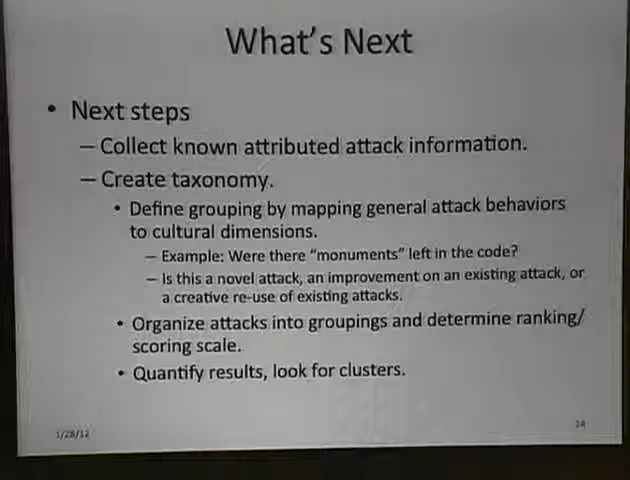 What's Next
• Next steps
– Collect known attributed attack information.
– Create taxonomy.
• Define grouping by mapping general attack behaviors
to cultural dimensions.
– Example: Were there "monuments" left in the code?
– Is this a novel attack, an improvement on an existing attack, or
a creative re-use of existing attacks.
• Organize attacks into groupings and determine ranking/
scoring scale.
• Quantify results, look for clusters.
1/28/12
24